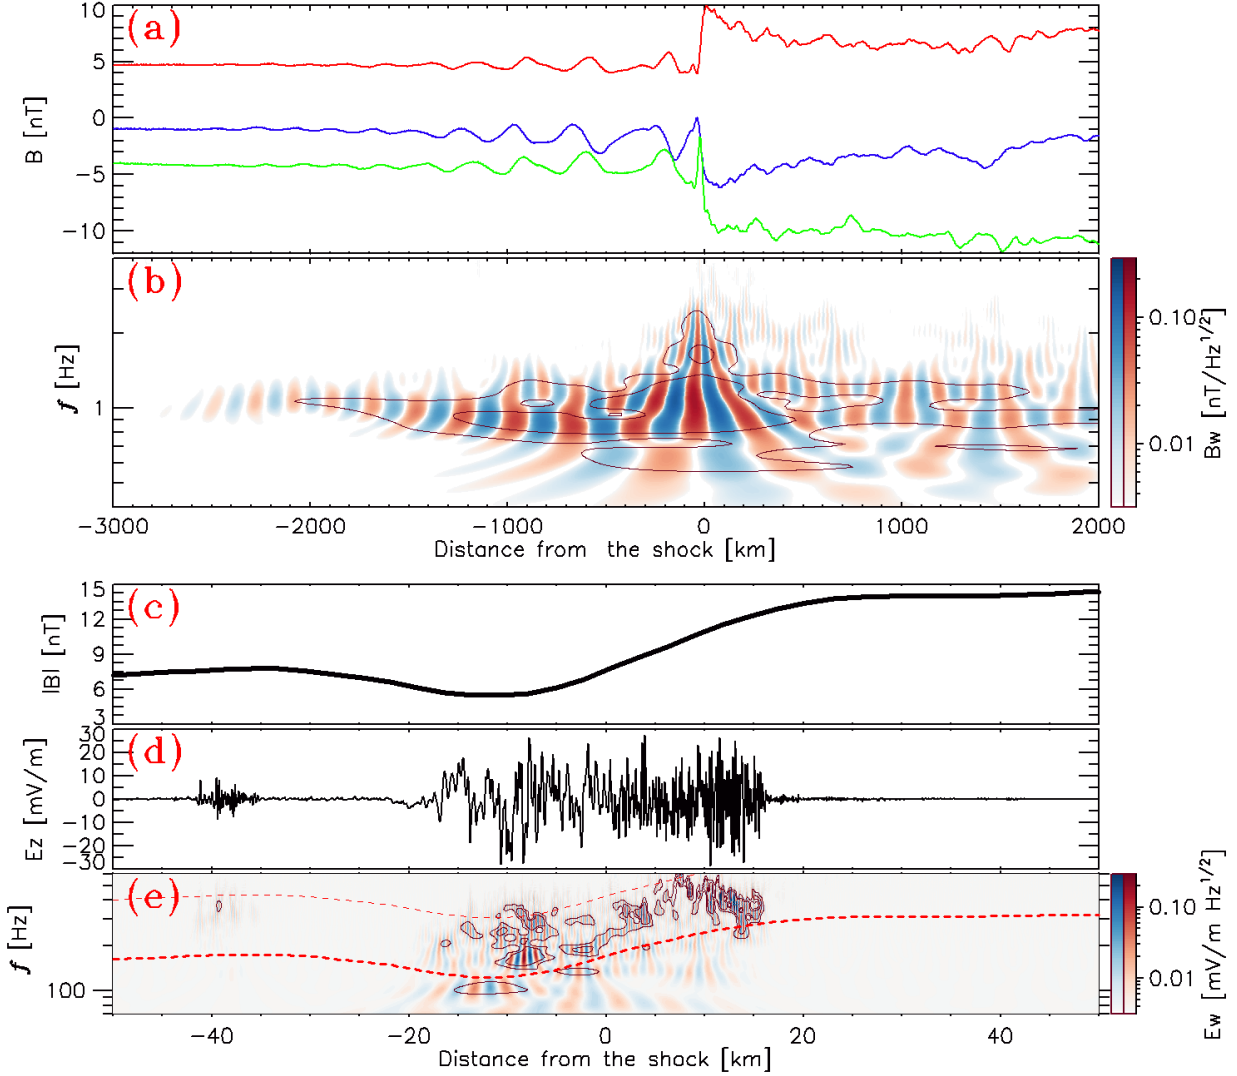 (a)
10
5
0
−5
−10
B [nT]
(b)
f [Hz]
1
0.10
0.01
Bw [nT/Hz^1/2]
−3000 −2000 −1000 0 1000 2000
Distance from the shock [km]
(c)
15
12
9
6
3
|B| [nT]
(d)
30
20
10
0
−10
−20
−30
Ez [mV/m]
(e)
f [Hz]
100
0.10
0.01
Ew [mV/m Hz^1/2]
−40 −20 0 20 40
Distance from the shock [km]